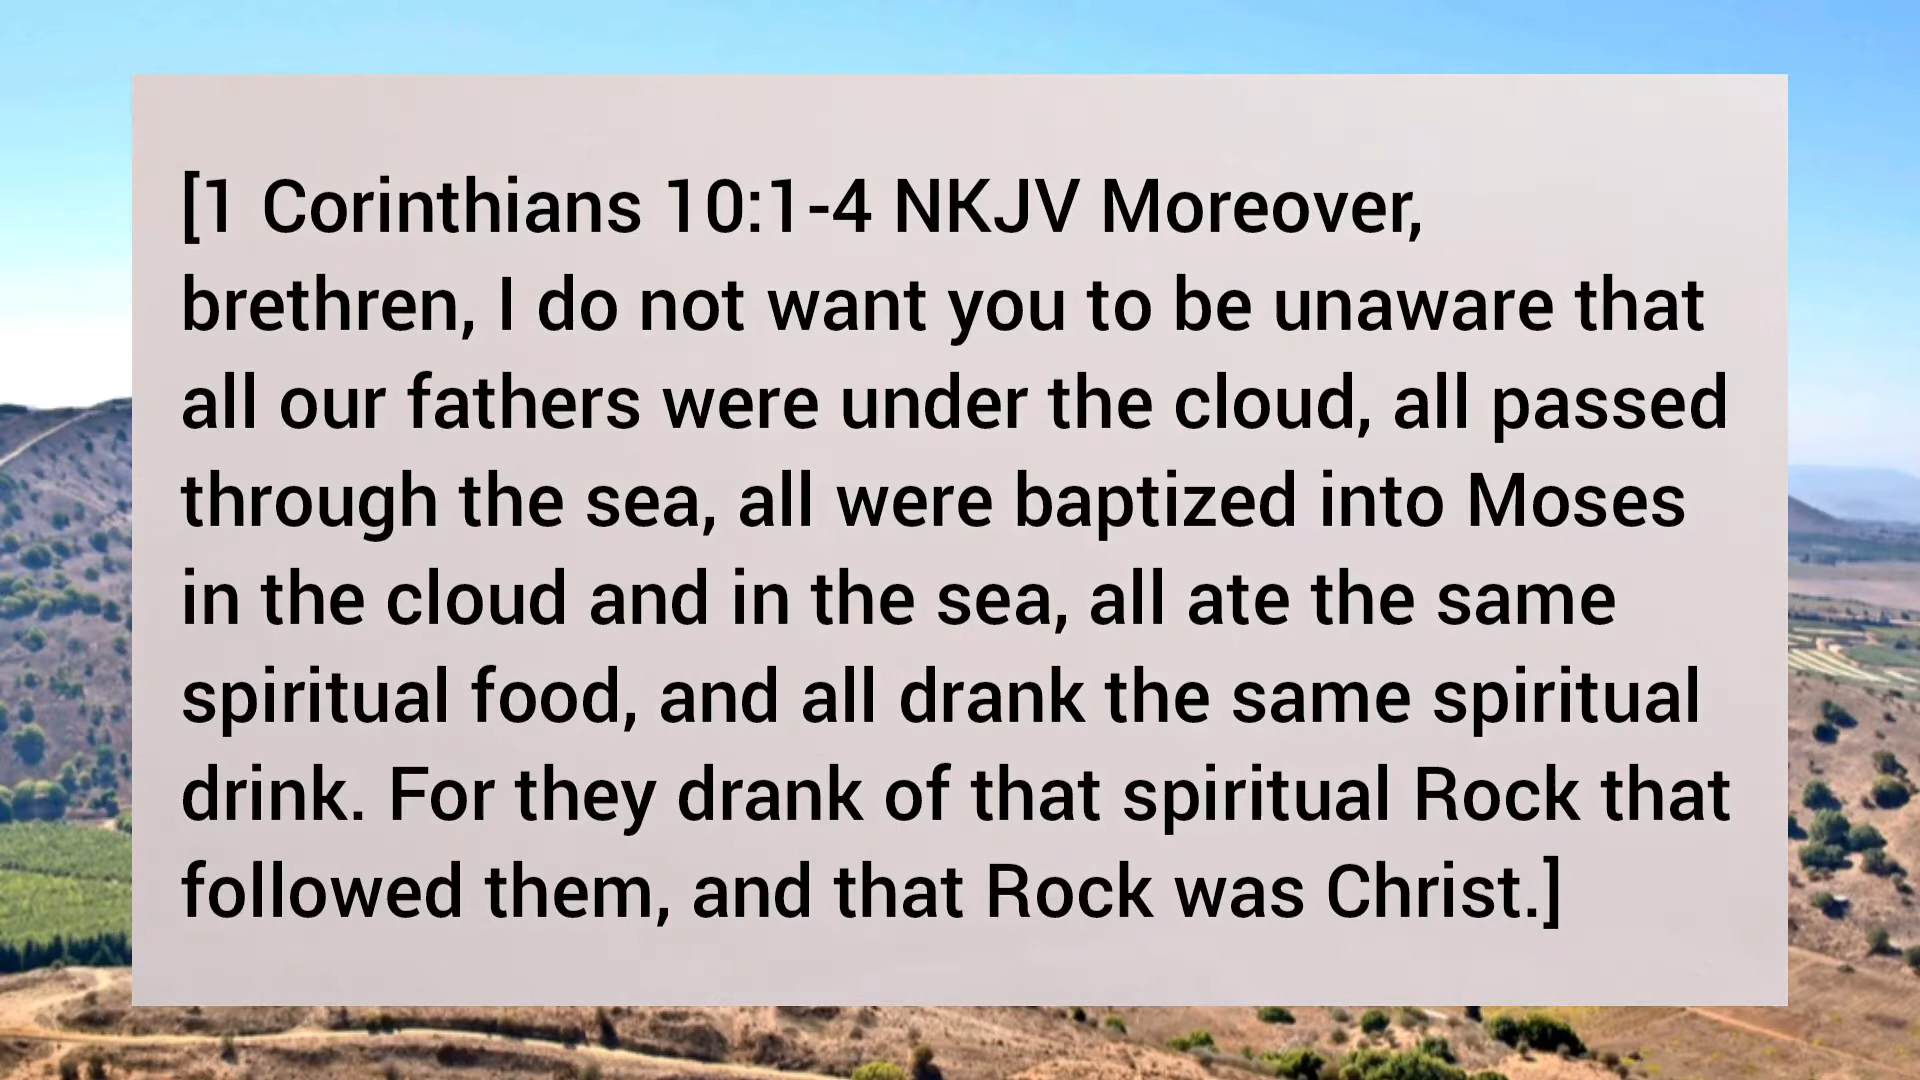 [1 Corinthians 10:1-4 NKJV Moreover,
brethren, I do not want you to be unaware that
all our fathers were under the cloud, all passed
through the sea, all were baptized into Moses
in the cloud and in the sea, all ate the same
spiritual food, and all drank the same spiritual
drink. For they drank of that spiritual Rock that
followed them, and that Rock was Christ.]